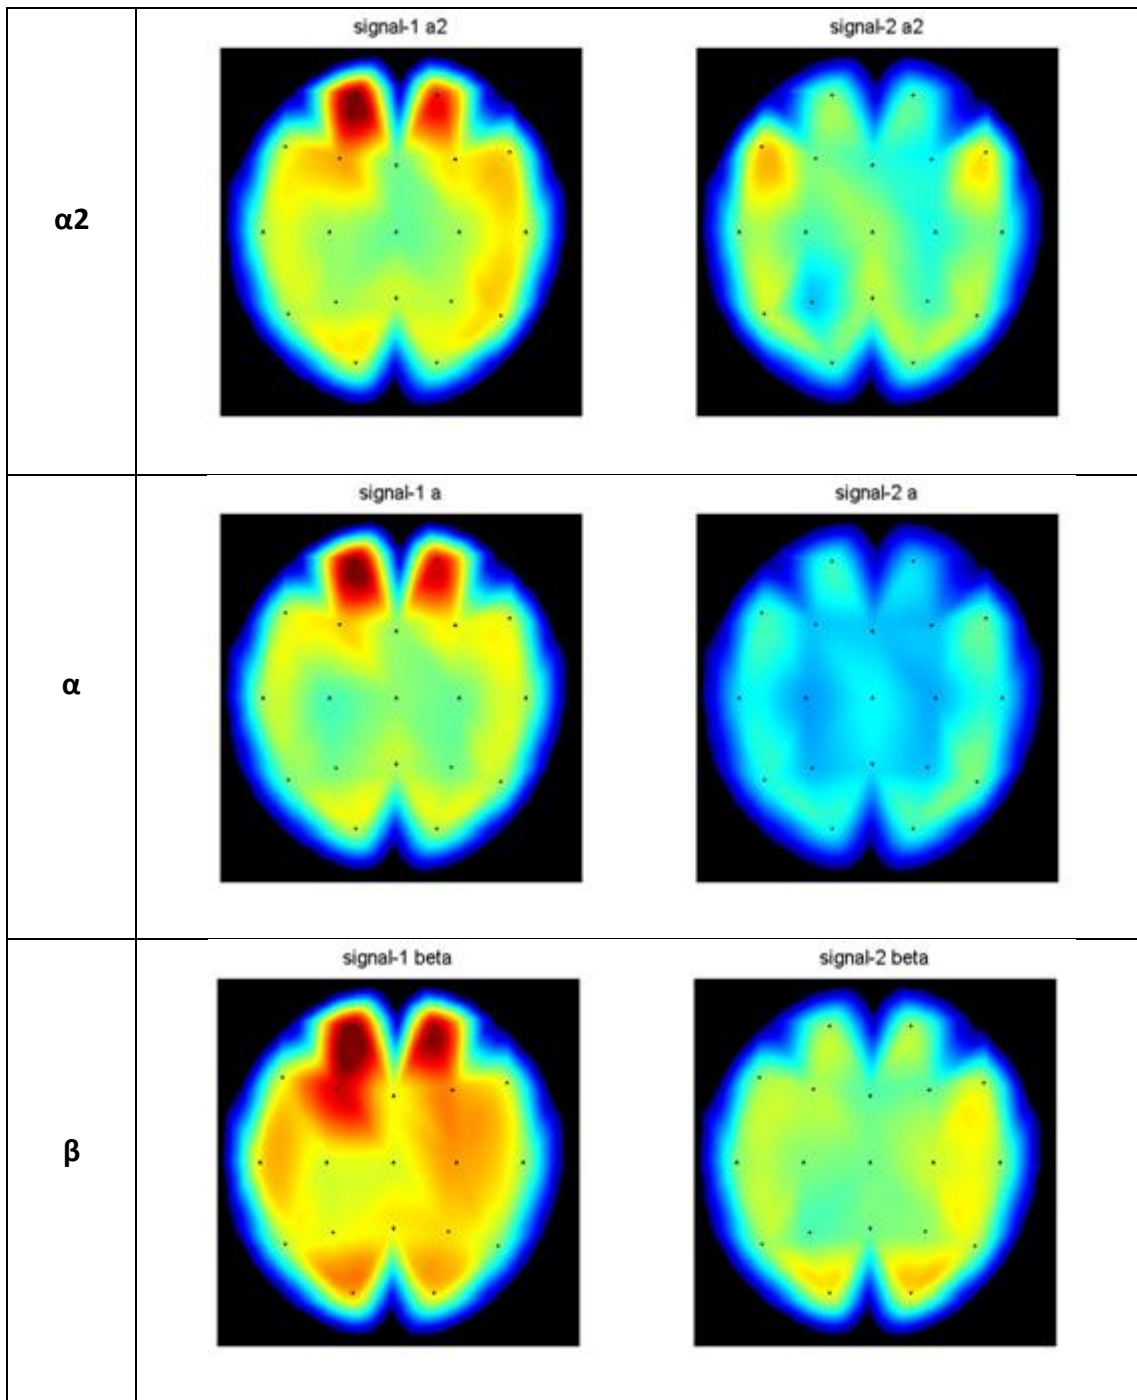 signal-1 a2 signal-2 a2
α2
signal-1 a signal-2 a
α
signal-1 beta signal-2 beta
β